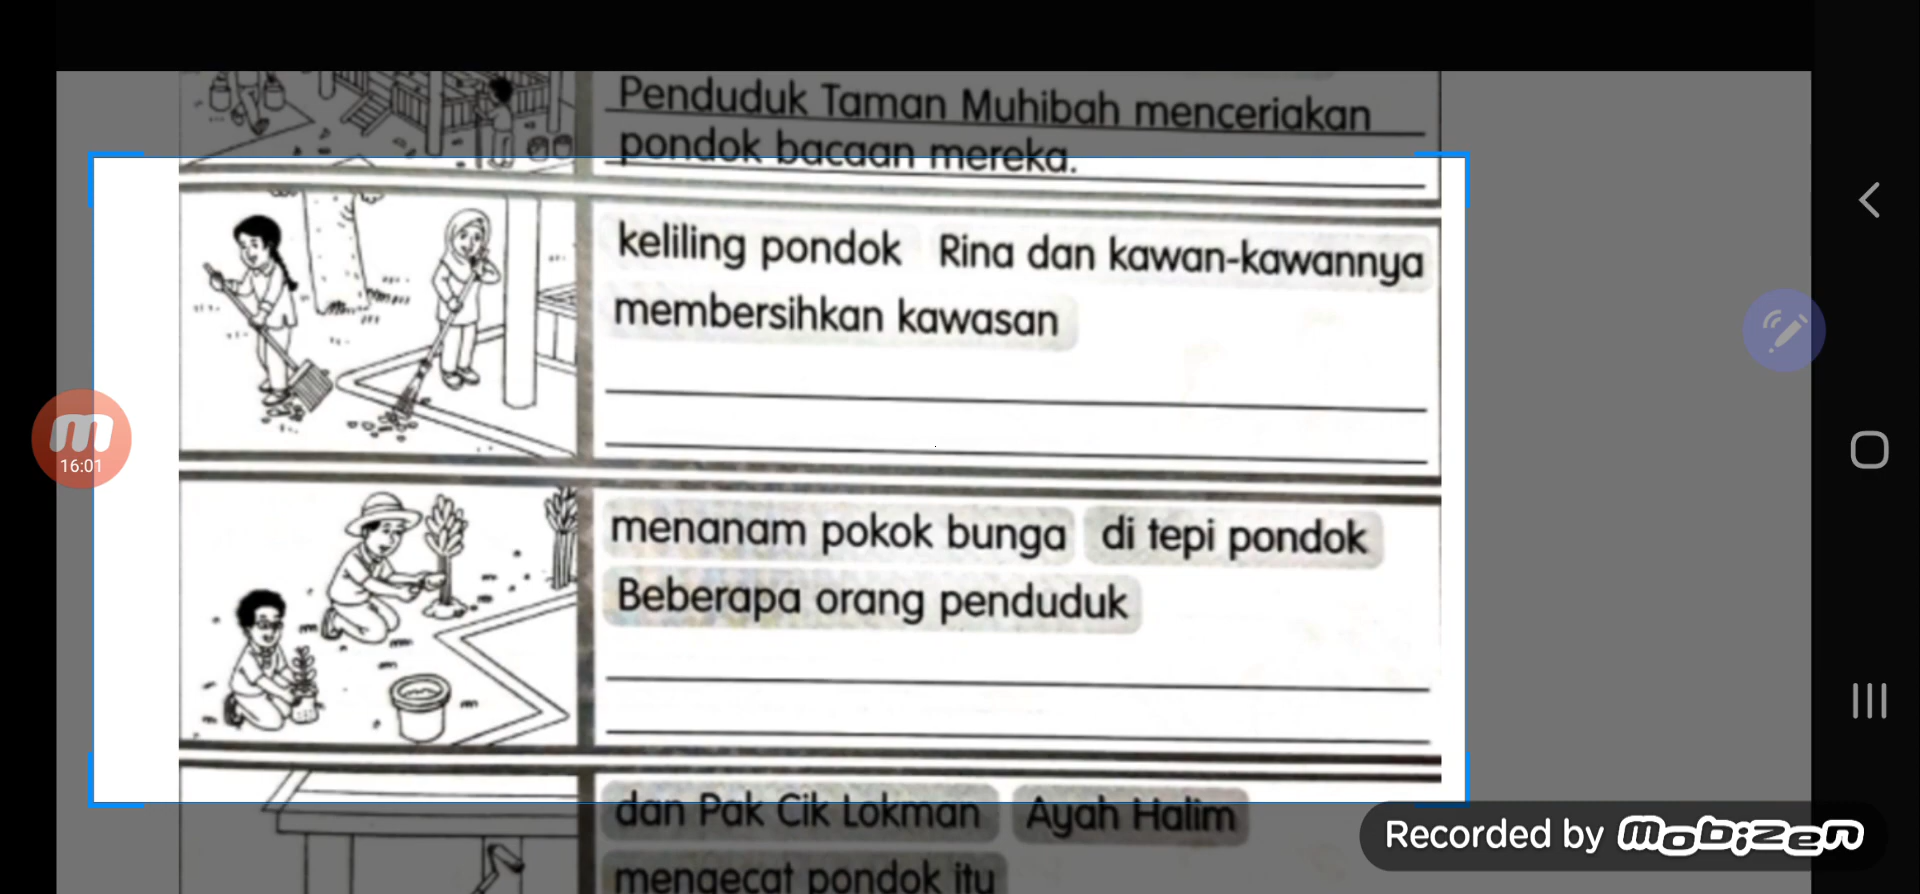 Penduduk Taman Muhibah menceriakan
pondok bacaan mereka.
keliling pondok Rina dan kawan-kawannya
membersihkan kawasan
menanam pokok bunga di tepi pondok
Beberapa orang penduduk
dan Pak Cik Lokman Ayah Halim
mengecat pondok itu
16:01
Recorded by mobizen